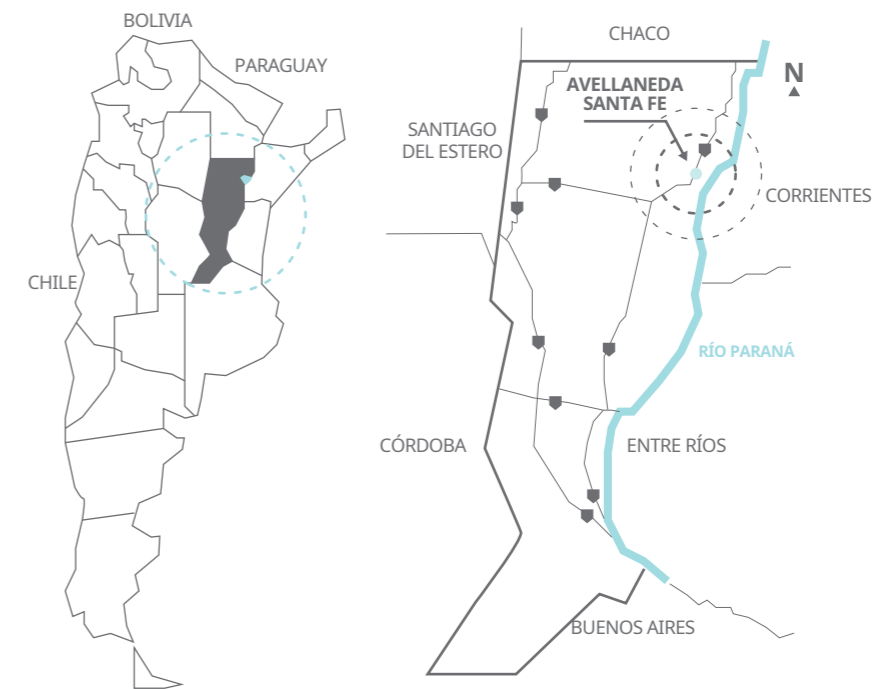 BOLIVIA
PARAGUAY
CHILE
CHACO
N
AVELLANEDA
SANTA FE
SANTIAGO
DEL ESTERO
CORRIENTES
RÍO PARANÁ
CÓRDOBA
ENTRE RÍOS
BUENOS AIRES